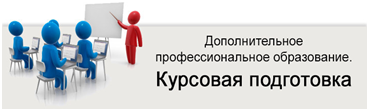 Дополнительное
профессиональное образование.
Курсовая подготовка